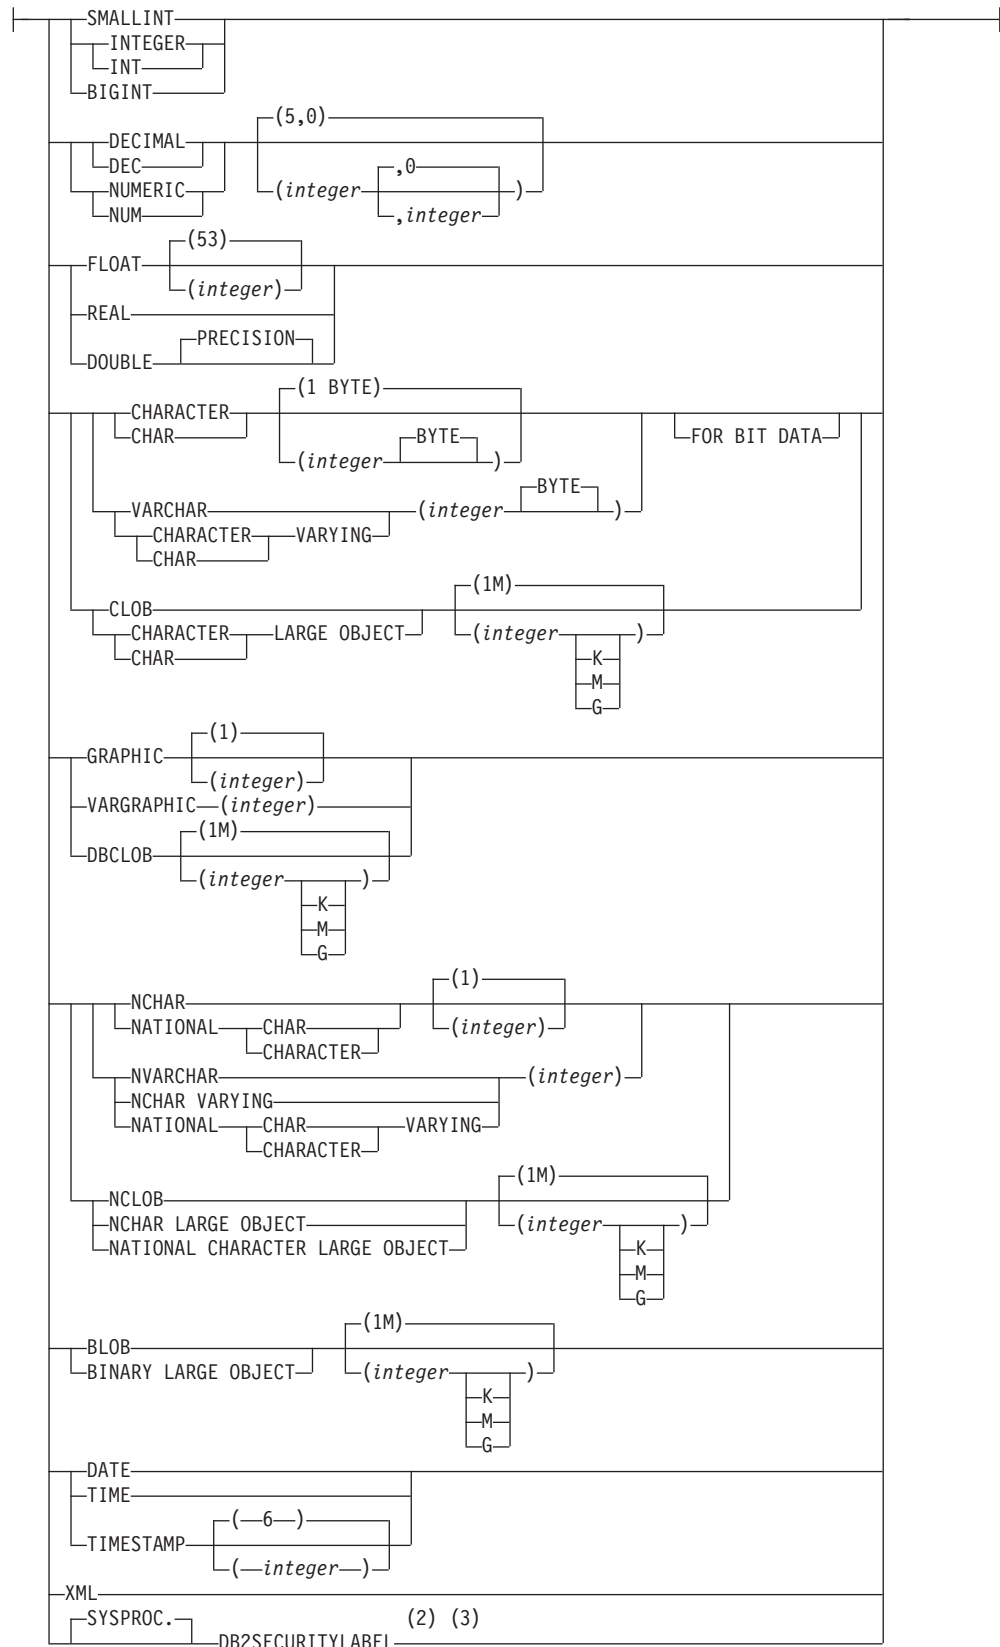 SMALLINT
INTEGER
INT
BIGINT
(5,0)
DECIMAL
DEC ,0
NUMERIC (integer )
NUM ,integer
(53)
FLOAT
(integer)
REAL
PRECISION
DOUBLE
(1 BYTE)
CHARACTER
CHAR BYTE FOR BIT DATA
(integer )
BYTE
VARCHAR (integer )
CHARACTER VARYING
CHAR
(1M)
CLOB
CHARACTER LARGE OBJECT (integer )
CHAR K
M
G
(1)
GRAPHIC
(integer)
VARGRAPHIC (integer)
(1M)
DBCLOB
(integer )
K
M
G
(1)
NCHAR
NATIONAL CHAR (integer)
CHARACTER
NVARCHAR (integer)
NCHAR VARYING
NATIONAL CHAR VARYING
CHARACTER
(1M)
NCLOB
NCHAR LARGE OBJECT (integer )
NATIONAL CHARACTER LARGE OBJECT K
M
G
(1M)
BLOB
BINARY LARGE OBJECT (integer )
K
M
G
DATE
TIME
( 6 )
TIMESTAMP
( integer )
XML
SYSPROC. (2) (3)
DB2SECURITYLABEL